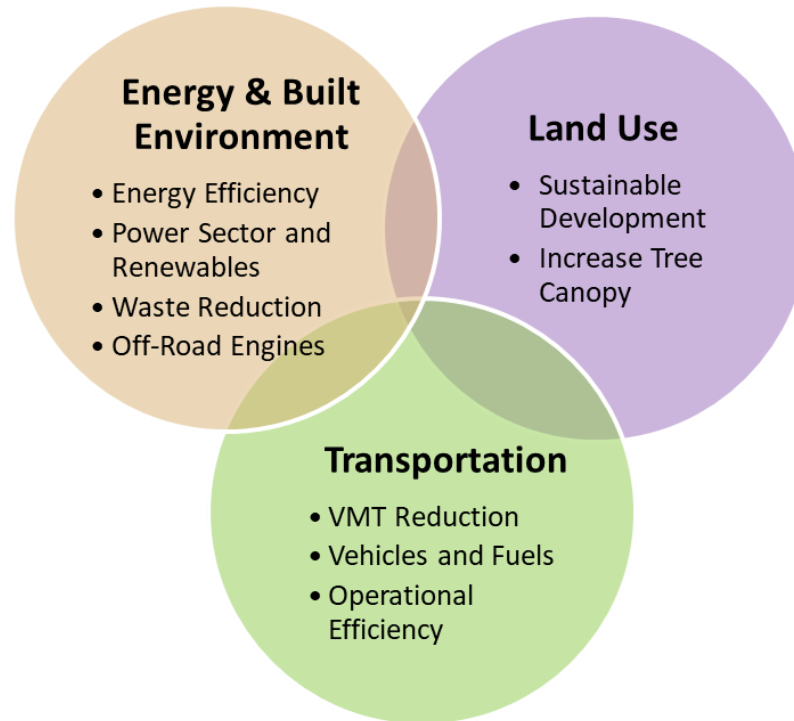 Energy & Built
Environment
• Energy Efficiency
• Power Sector and
Renewables
• Waste Reduction
• Off-Road Engines
Land Use
• Sustainable
Development
• Increase Tree
Canopy
Transportation
• VMT Reduction
• Vehicles and Fuels
• Operational
Efficiency